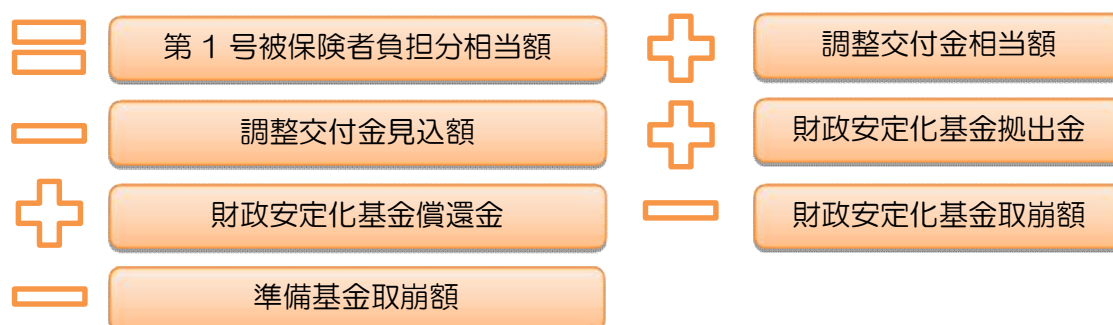 ＝ 第 1 号被保険者負担分相当額 ＋ 調整交付金相当額
－ 調整交付金見込額 ＋ 財政安定化基金拠出金
＋ 財政安定化基金償還金 － 財政安定化基金取崩額
－ 準備基金取崩額